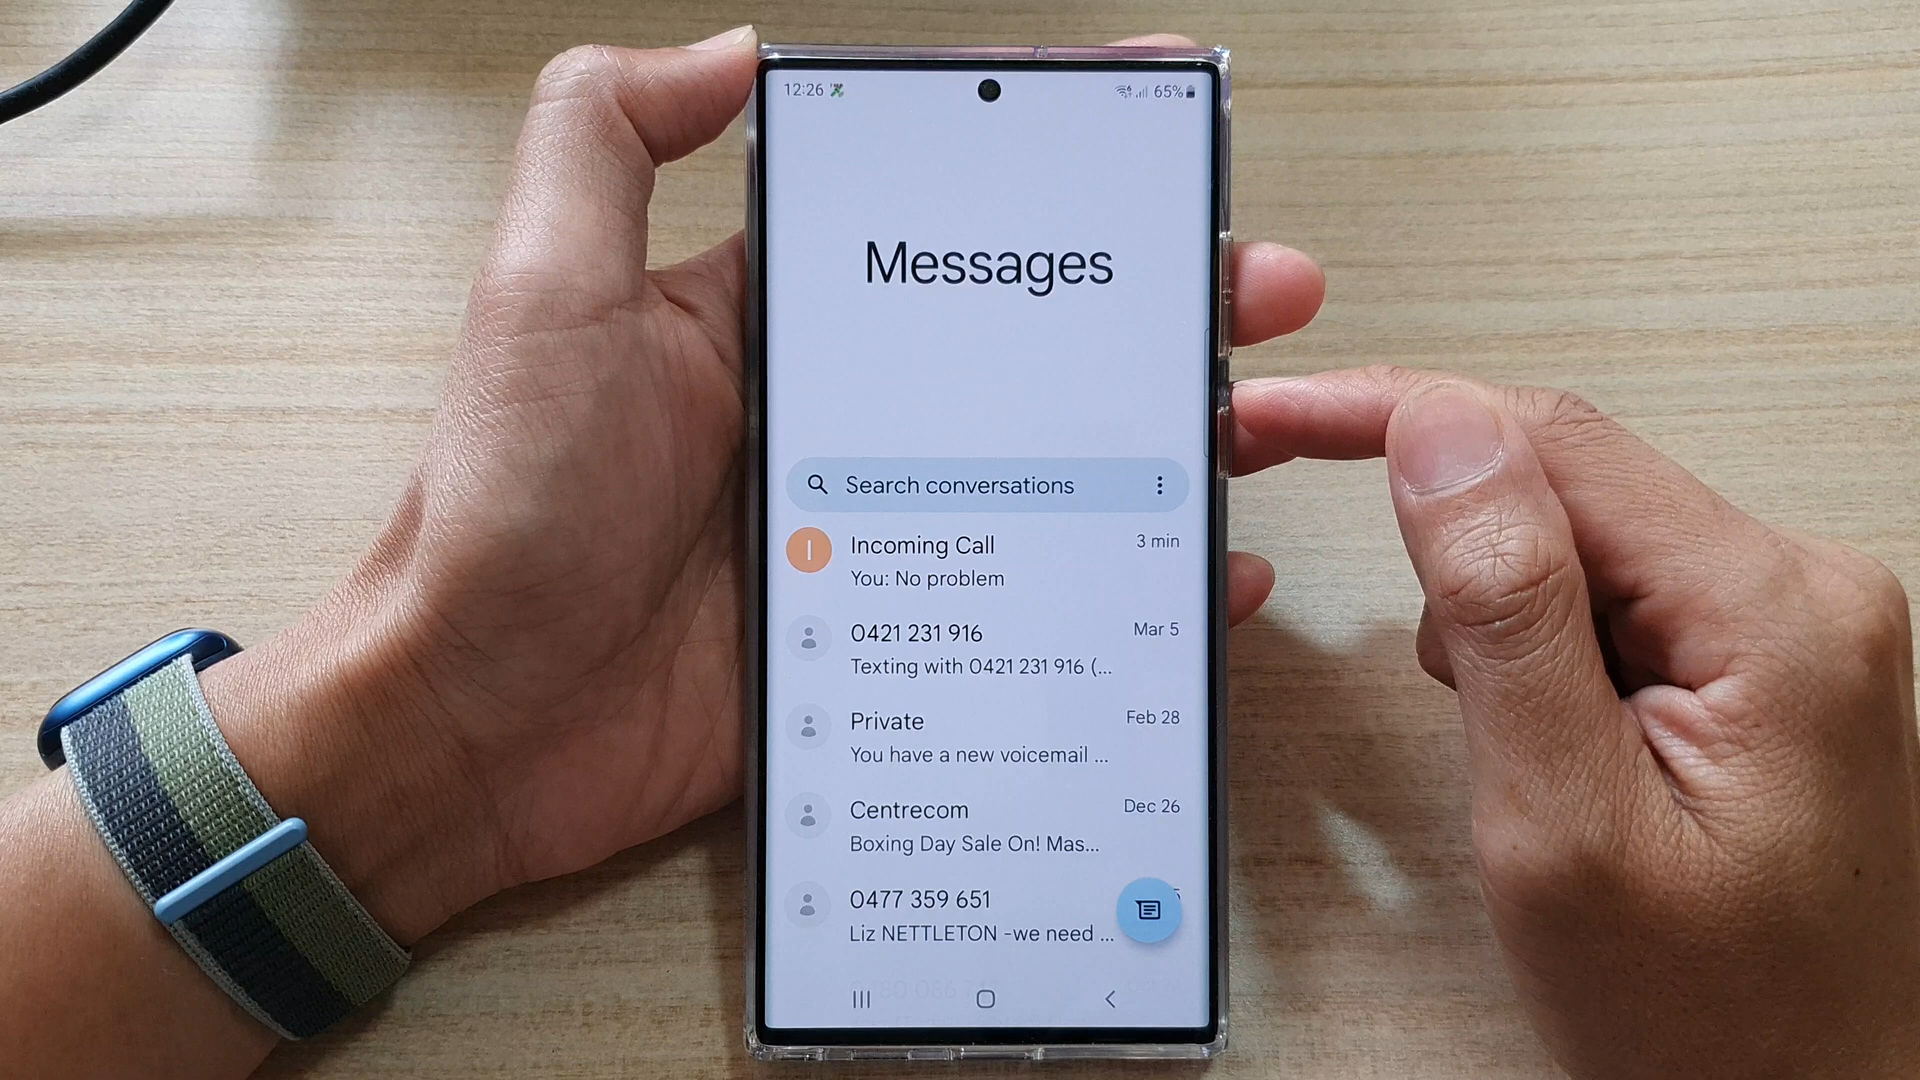 12:26
65%
Messages
Search conversations
I
Incoming Call
3 min
You: No problem
0421 231 916
Mar 5
Texting with 0421 231 916 (...
Private
Feb 28
You have a new voicemail ...
Centrecom
Dec 26
Boxing Day Sale On! Mas...
0477 359 651
Liz NETTLETON -we need ...